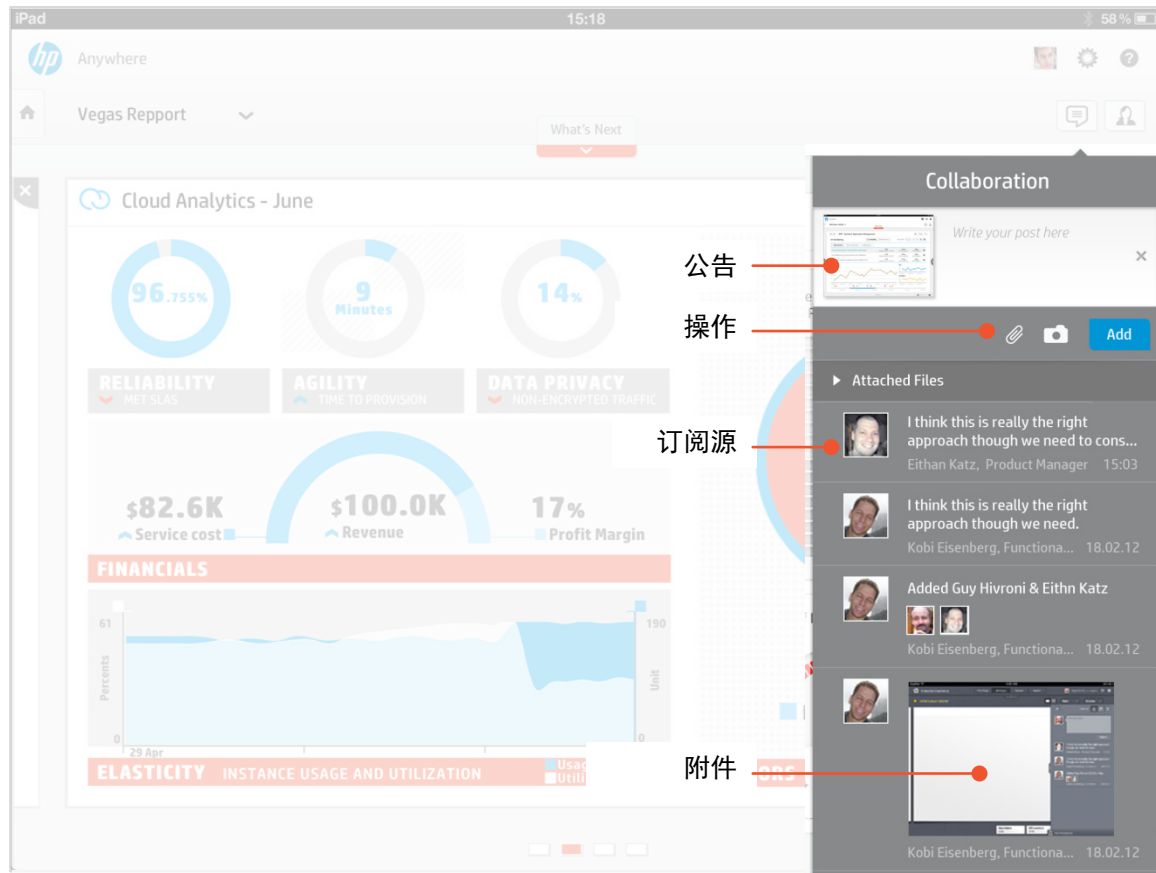 iPad
15:18
58 %
hp
Anywhere
Vegas Repport
What's Next
Cloud Analytics - June
96.755%
9
Minutes
14%
RELIABILITY
MET SLAS
AGILITY
TIME TO PROVISION
DATA PRIVACY
NON-ENCRYPTED TRAFFIC
$82.6K
Service cost
$100.0K
Revenue
17%
Profit Margin
FINANCIALS
61
190
Percents
Unit
0
0
29 Apr
ELASTICITY
INSTANCE USAGE AND UTILIZATION
Usag
Utili
ORS
公告
操作
订阅源
附件
Collaboration
Write your post here
Add
Attached Files
I think this is really the right
approach though we need to cons...
Eithan Katz, Product Manager 15:03
I think this is really the right
approach though we need.
Kobi Eisenberg, Functiona... 18.02.12
Added Guy Hivroni & Eithn Katz
Kobi Eisenberg, Functiona... 18.02.12
Kobi Eisenberg, Functiona... 18.02.12